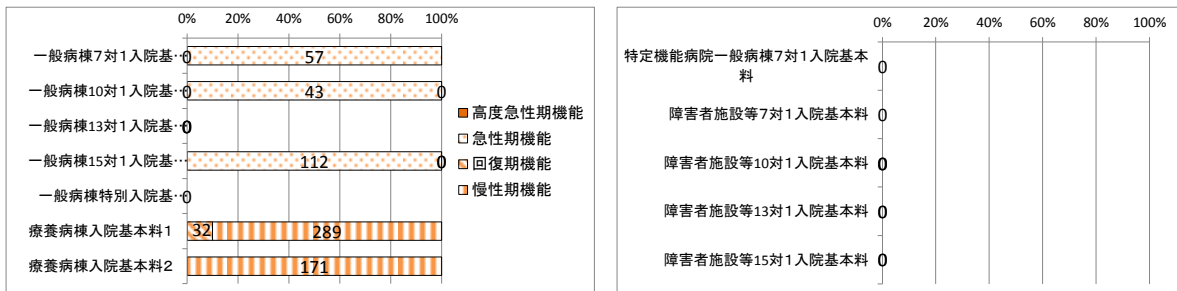 0% 20% 40% 60% 80% 100%
一般病棟7対1入院基… 0 57
一般病棟10対1入院基… 0 43 0
一般病棟13対1入院基… 0
一般病棟15対1入院基… 112 0
一般病棟特別入院基… 0
療養病棟入院基本料1 32 289
療養病棟入院基本料2 171
高度急性期機能
急性期機能
回復期機能
慢性期機能
0% 20% 40% 60% 80% 100%
特定機能病院一般病棟7対1入院基本
料 0
障害者施設等7対1入院基本料 0
障害者施設等10対1入院基本料 0
障害者施設等13対1入院基本料 0
障害者施設等15対1入院基本料 0